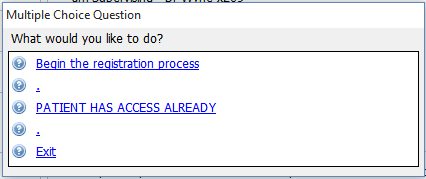 Multiple Choice Question
What would you like to do?
Begin the registration process
.
PATIENT HAS ACCESS ALREADY
.
Exit